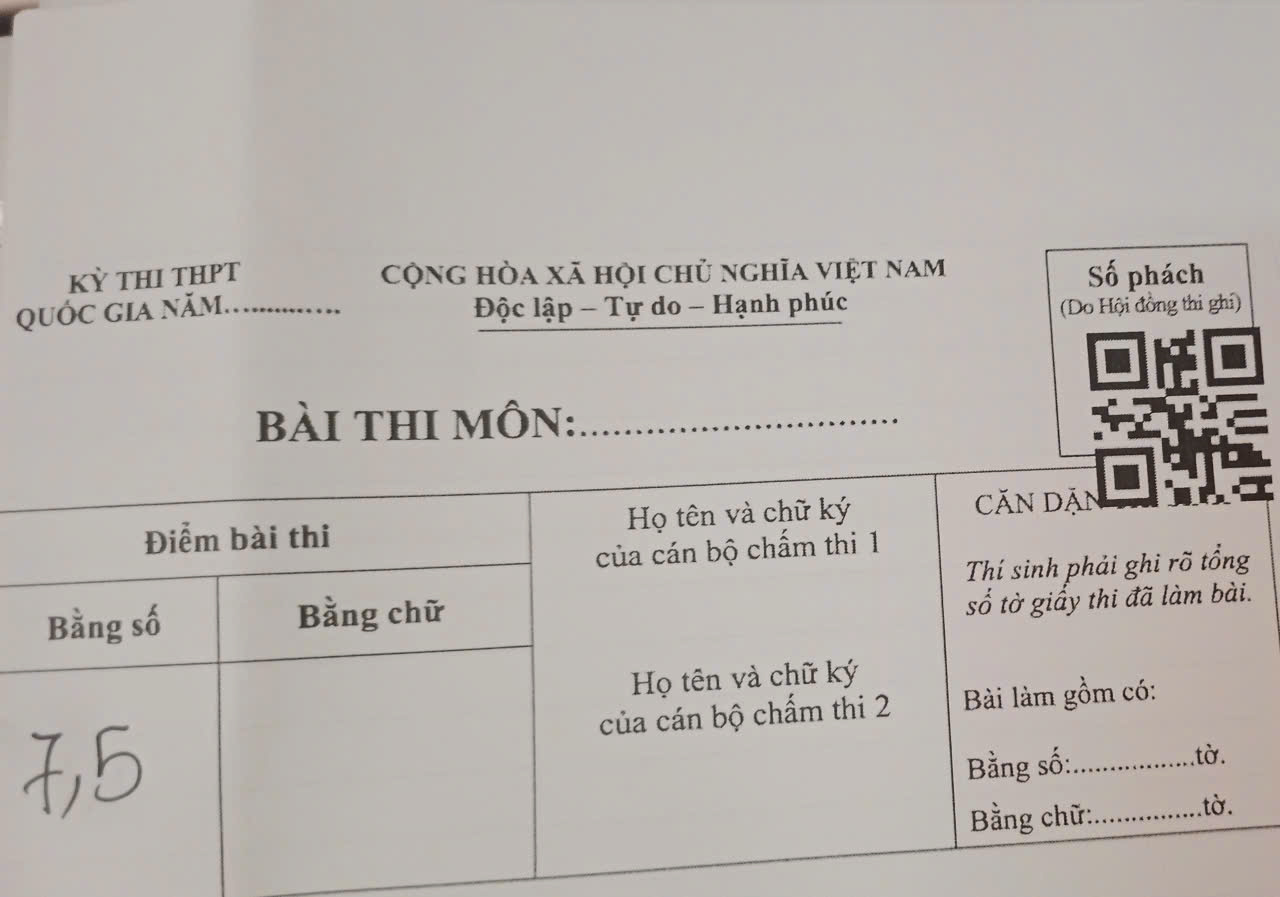 KỲ THI THPT
QUỐC GIA NĂM..............
CỘNG HÒA XÃ HỘI CHỦ NGHĨA VIỆT NAM
Độc lập – Tự do – Hạnh phúc
Số phách
(Do Hội đồng thi ghi)
BÀI THI MÔN:..............................
Điểm bài thi
Bằng số
Bằng chữ
7,5
Họ tên và chữ ký
của cán bộ chấm thi 1
Họ tên và chữ ký
của cán bộ chấm thi 2
CĂN DẶN
Thí sinh phải ghi rõ tổng
số tờ giấy thi đã làm bài.
Bài làm gồm có:
Bằng số:..................tờ.
Bằng chữ:................tờ.